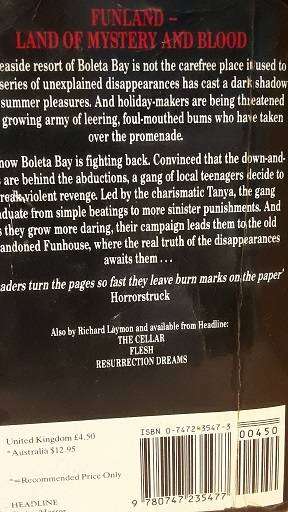 FUNLAND –
LAND OF MYSTERY AND BLOOD
easide resort of Boleta Bay is not the carefree place it used to
series of unexplained disappearances has cast a dark shadow
summer pleasures. And holiday-makers are being threatened
growing army of leering, foul-mouthed bums who have taken
over the promenade.
now Boleta Bay is fighting back. Convinced that the down-and-
are behind the abductions, a gang of local teenagers decide to
reak violent revenge. Led by the charismatic Tanya, the gang
aduate from simple beatings to more sinister punishments. And
s they grow more daring, their campaign leads them to the old
andoned Funhouse, where the real truth of the disappearances
awaits them . . .
aders turn the pages so fast they leave burn marks on the paper'
Horrorstruck
Also by Richard Laymon and available from Headline:
THE CELLAR
FLESH
RESURRECTION DREAMS
ISBN 0-7472-3547-3
00450
United Kingdom £4.50
*Australia $12.95
*=Recommended Price Only
HEADLINE
Horror
9 780747 235477